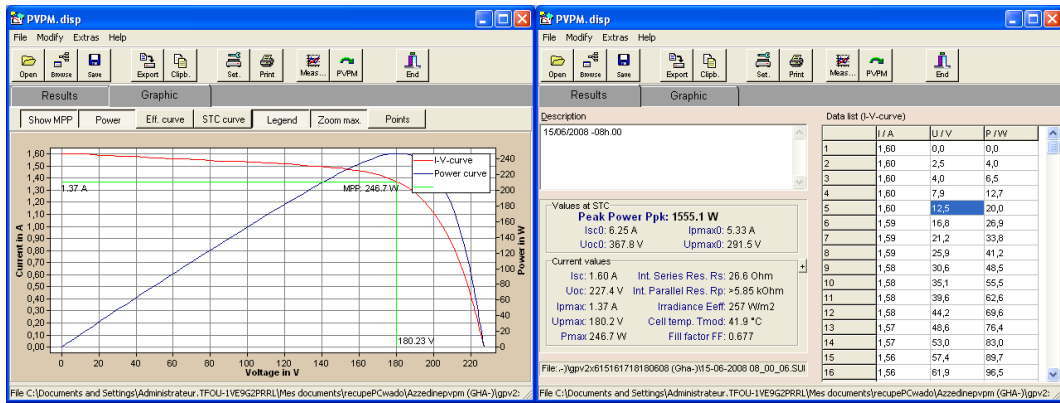 PVPM.disp
File Modify Extras Help
Open Browse Save Export Clipb. Set. Print Meas... PVPM End
Results Graphic
Show MPP Power Eff. curve STC curve Legend Zoom max. Points
1,60
1,50
1,40
1,30
1,20
1,10
1,00
0,90
0,80
0,70
0,60
0,50
0,40
0,30
0,20
0,10
0,00
Current in A
1.37 A
MPP: 246.7 W
I-V-curve
Power curve
180.23 V
240
220
200
180
160
140
120
100
80
60
40
20
0
Power in W
0 20 40 60 80 100 120 140 160 180 200 220
Voltage in V
File C:\Documents and Settings\Administrateur.TFOU-1VE9G2PRRL\Mes documents\recupePCwado\Azzedinepvpm (GHA-)\gpv2:
PVPM.disp
File Modify Extras Help
Open Browse Save Export Clipb. Set. Print Meas... PVPM End
Results Graphic
Description
15/06/2008 -08h.00
Values at STC
Peak Power Ppk: 1555.1 W
Isc0: 6.25 A Ipmax0: 5.33 A
Uoc0: 367.8 V Upmax0: 291.5 V
Current values
+
Isc: 1.60 A Int. Series Res. Rs: 26.6 Ohm
Uoc: 227.4 V Int. Parallel Res. Rp: >5.85 kOhm
Ipmax: 1.37 A Irradiance Eeff: 257 W/m2
Upmax: 180.2 V Cell temp. Tmod: 41.9 °C
Pmax 246.7 W Fill factor FF: 0.677
File:.-)\gpv2x615161718180608 (Gha-)\15-06-2008 08_00_06.SUI
Data list (I-V-curve)
I / A U / V P / W
1 1,60 0,0 0,0
2 1,60 2,5 4,0
3 1,60 4,0 6,5
4 1,60 7,9 12,7
5 1,60 12,5 20,0
6 1,59 16,8 26,9
7 1,59 21,2 33,8
8 1,59 25,9 41,2
9 1,58 30,6 48,5
10 1,58 35,1 55,5
11 1,58 39,6 62,6
12 1,58 44,2 69,6
13 1,57 48,6 76,4
14 1,57 53,0 83,0
15 1,56 57,4 89,7
16 1,56 61,9 96,5
File C:\Documents and Settings\Administrateur.TFOU-1VE9G2PRRL\Mes documents\recupePCwado\Azzedinepvpm (GHA-)\gpv2: